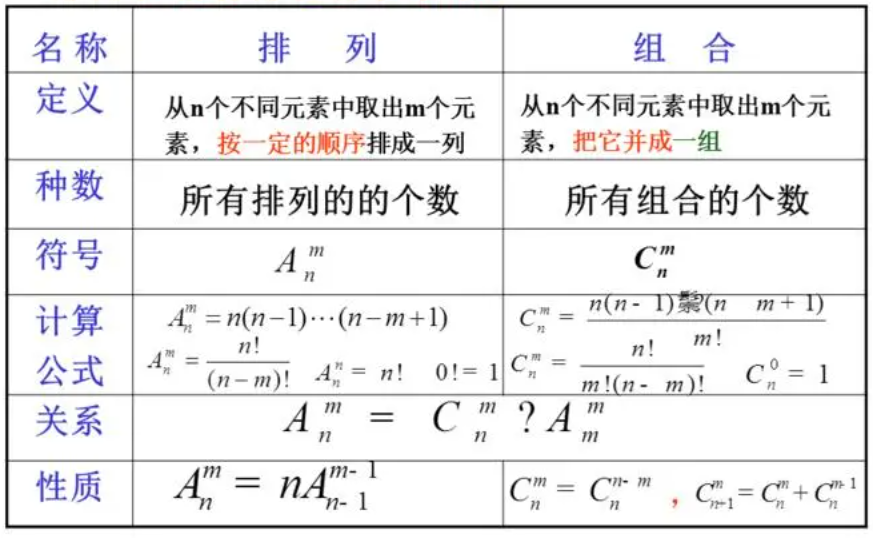 名称 排 列 组 合
定义 从n个不同元素中取出m个元 从n个不同元素中取出m个元
素，按一定的顺序排成一列 素，把它并成一组
种数 所有排列的的个数 所有组合的个数
符号 A_n^m C_n^m
计算 A_n^m = n(n−1)⋯(n−m+1) C_n^m = n(n- 1)鬃(n m+1) / m!
公式 A_n^m = n! / (n−m)! A_n^n = n! 0!= 1 C_n^m = n! / m!(n- m)! C_n^0 = 1
关系 A_n^m = C_n^m ? A_m^m
性质 A_n^m = nA_{n-1}^{m-1} C_n^m = C_n^{n-m} ， C_{n+1}^m = C_n^m + C_n^{m-1}